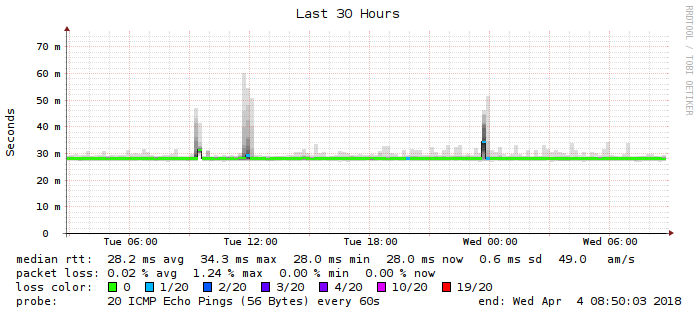 Last 30 Hours
RRDTOOL / TOBI OETIKER
Seconds
70 m
60 m
50 m
40 m
30 m
20 m
10 m
0
Tue 06:00 Tue 12:00 Tue 18:00 Wed 00:00 Wed 06:00
median rtt: 28.2 ms avg 34.3 ms max 28.0 ms min 28.0 ms now 0.6 ms sd 49.0 am/s
packet loss: 0.02 % avg 1.24 % max 0.00 % min 0.00 % now
loss color: 0 1/20 2/20 3/20 4/20 10/20 19/20
probe: 20 ICMP Echo Pings (56 Bytes) every 60s end: Wed Apr 4 08:50:03 2018